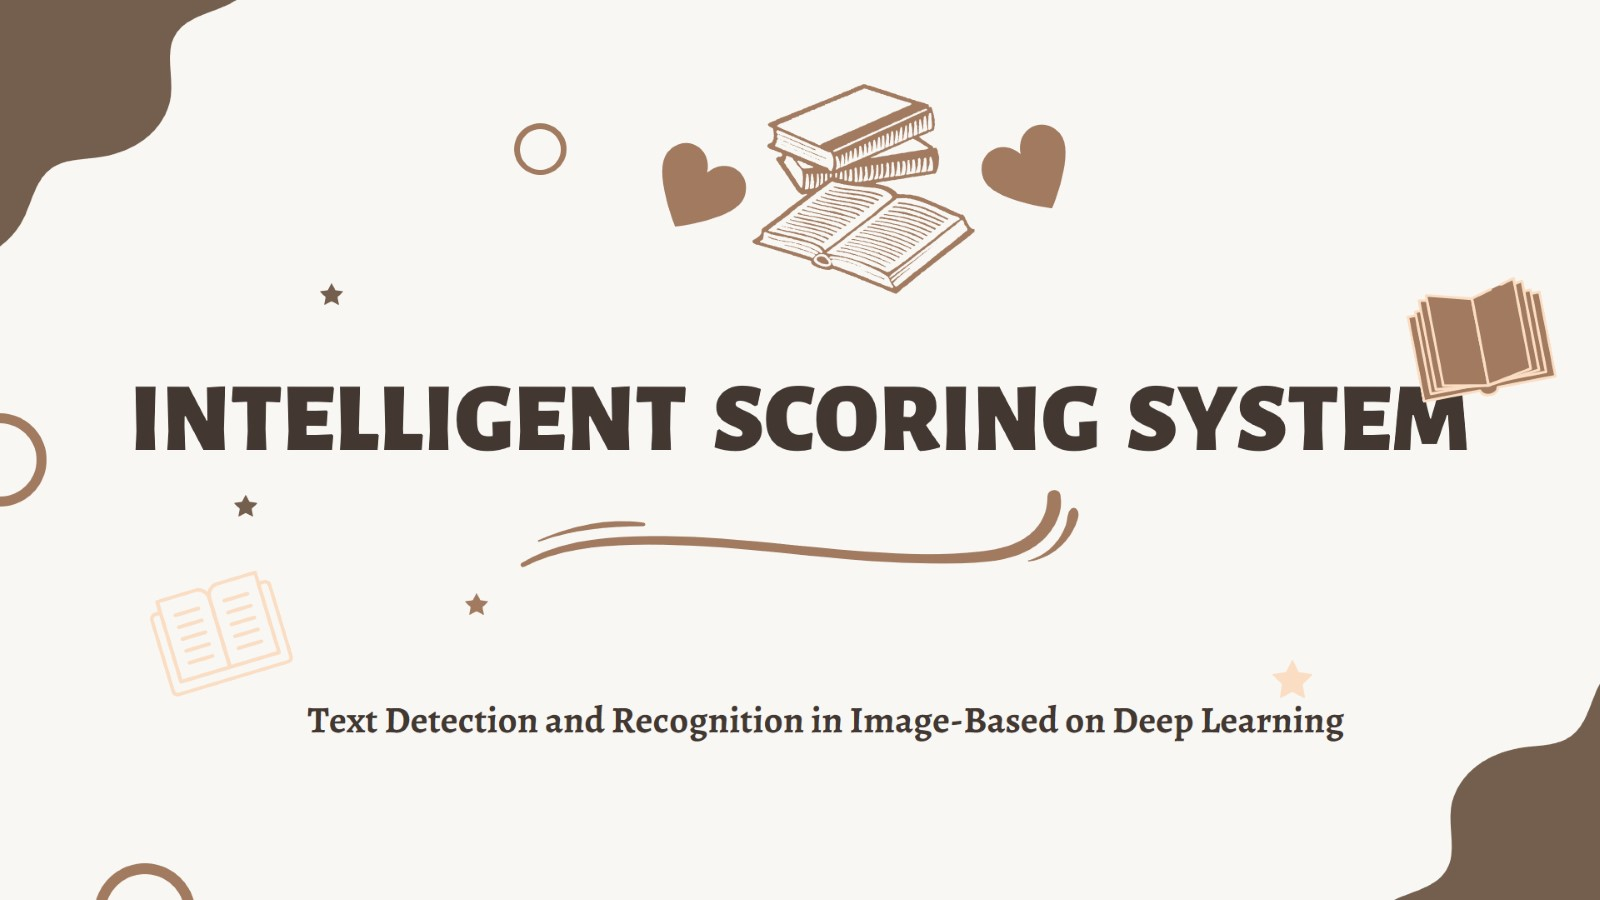 INTELLIGENT SCORING SYSTEM
Text Detection and Recognition in Image-Based on Deep Learning